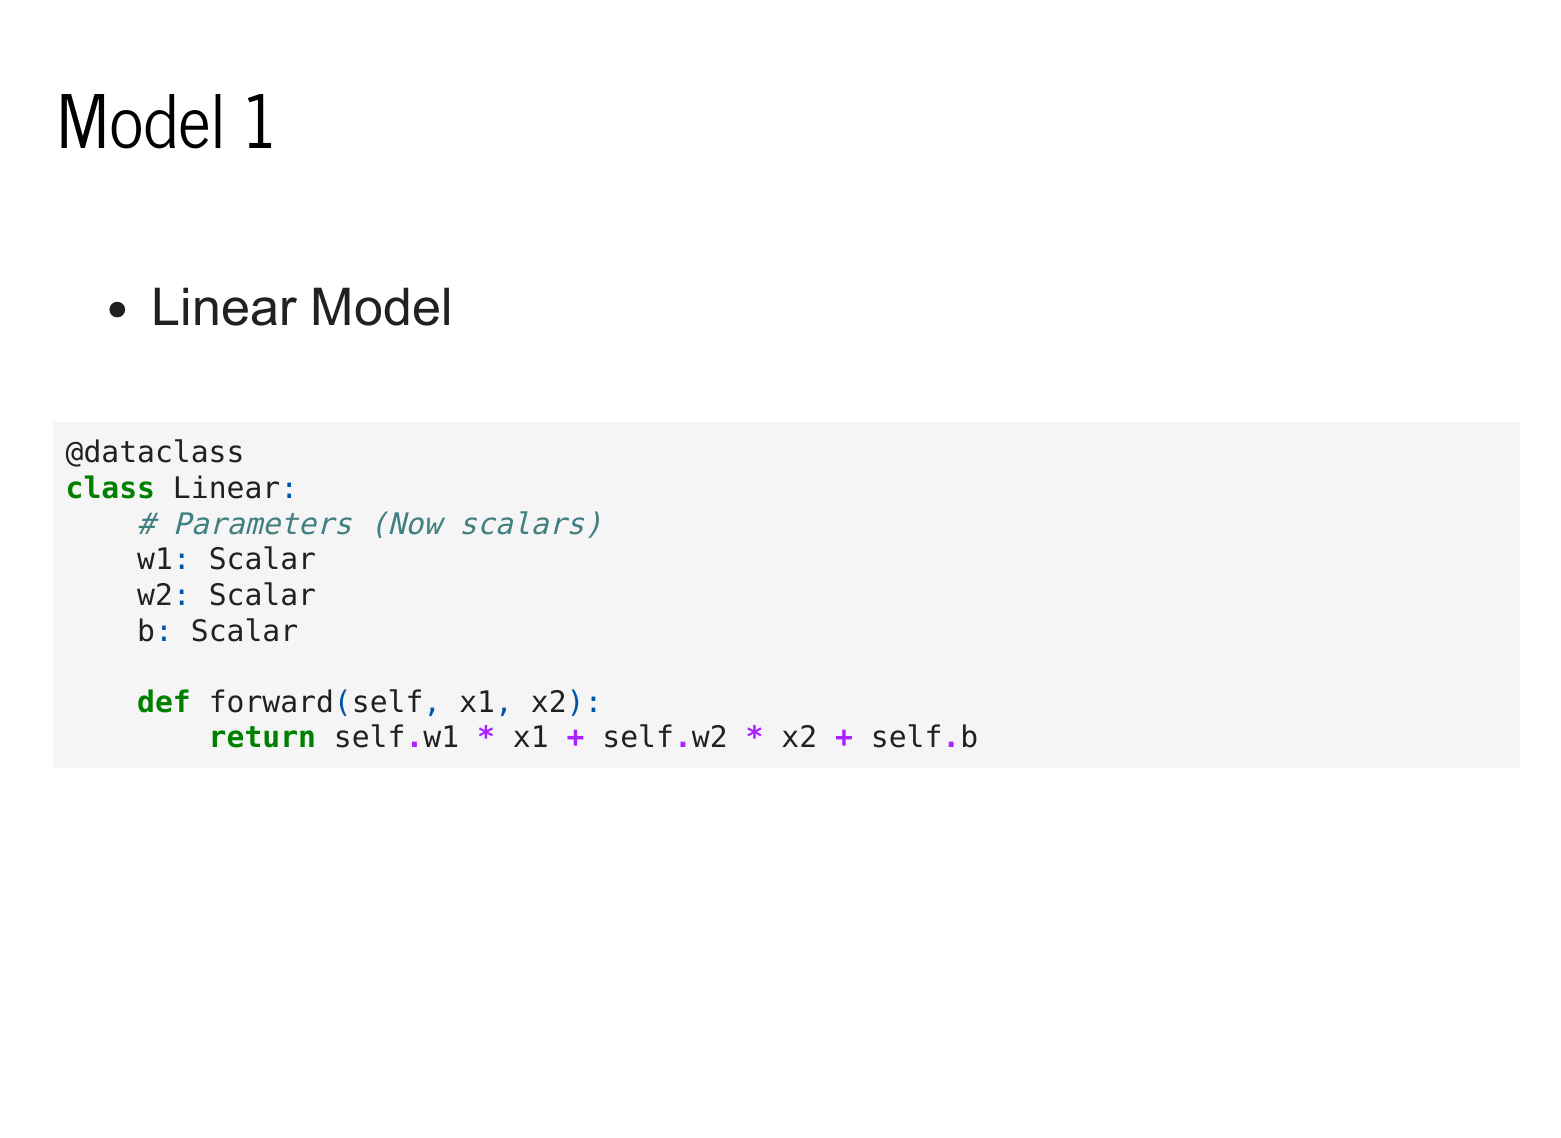 Model 1
• Linear Model
@dataclass
class Linear:
    # Parameters (Now scalars)
    w1: Scalar
    w2: Scalar
    b: Scalar

    def forward(self, x1, x2):
        return self.w1 * x1 + self.w2 * x2 + self.b